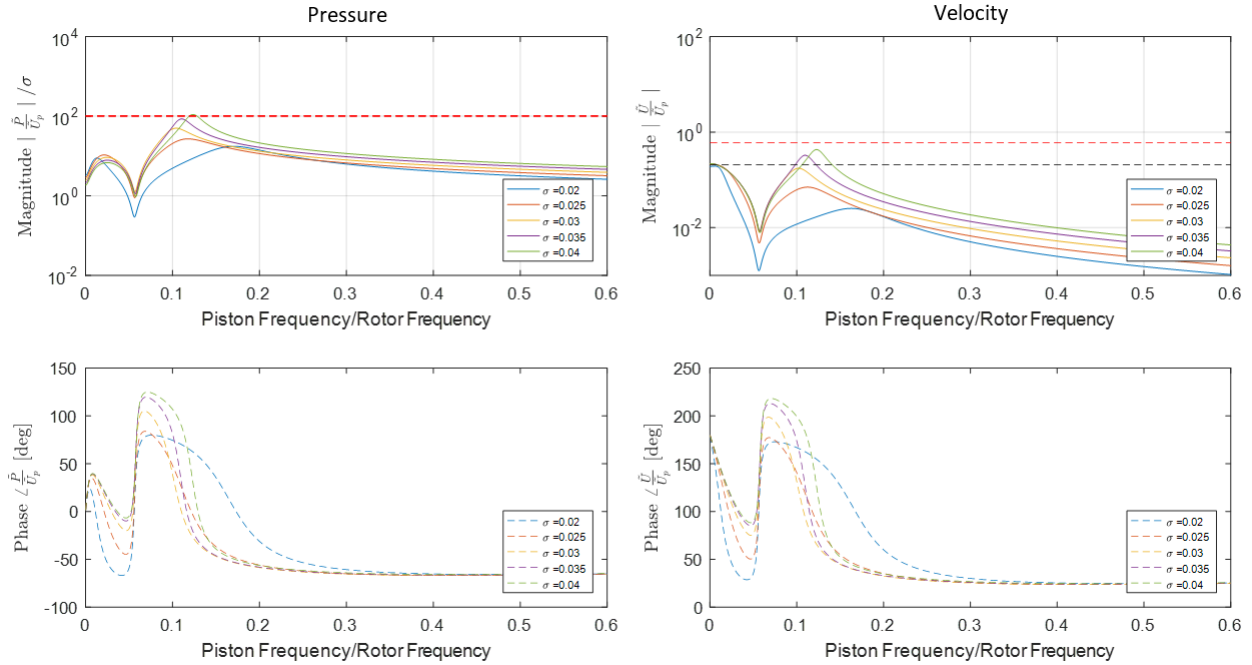 Pressure
Velocity
Magnitude | P̂/Û_p | /σ
10^4
10^2
10^0
10^-2
0 0.1 0.2 0.3 0.4 0.5 0.6
Piston Frequency/Rotor Frequency
σ =0.02
σ =0.025
σ =0.03
σ =0.035
σ =0.04
Magnitude | Û/Û_p |
10^2
10^0
10^-2
0 0.1 0.2 0.3 0.4 0.5 0.6
Piston Frequency/Rotor Frequency
σ =0.02
σ =0.025
σ =0.03
σ =0.035
σ =0.04
Phase ∠ P̂/Û_p [deg]
150
100
50
0
-50
-100
0 0.1 0.2 0.3 0.4 0.5 0.6
Piston Frequency/Rotor Frequency
σ =0.02
σ =0.025
σ =0.03
σ =0.035
σ =0.04
Phase ∠ Û/Û_p [deg]
250
200
150
100
50
0
0 0.1 0.2 0.3 0.4 0.5 0.6
Piston Frequency/Rotor Frequency
σ =0.02
σ =0.025
σ =0.03
σ =0.035
σ =0.04